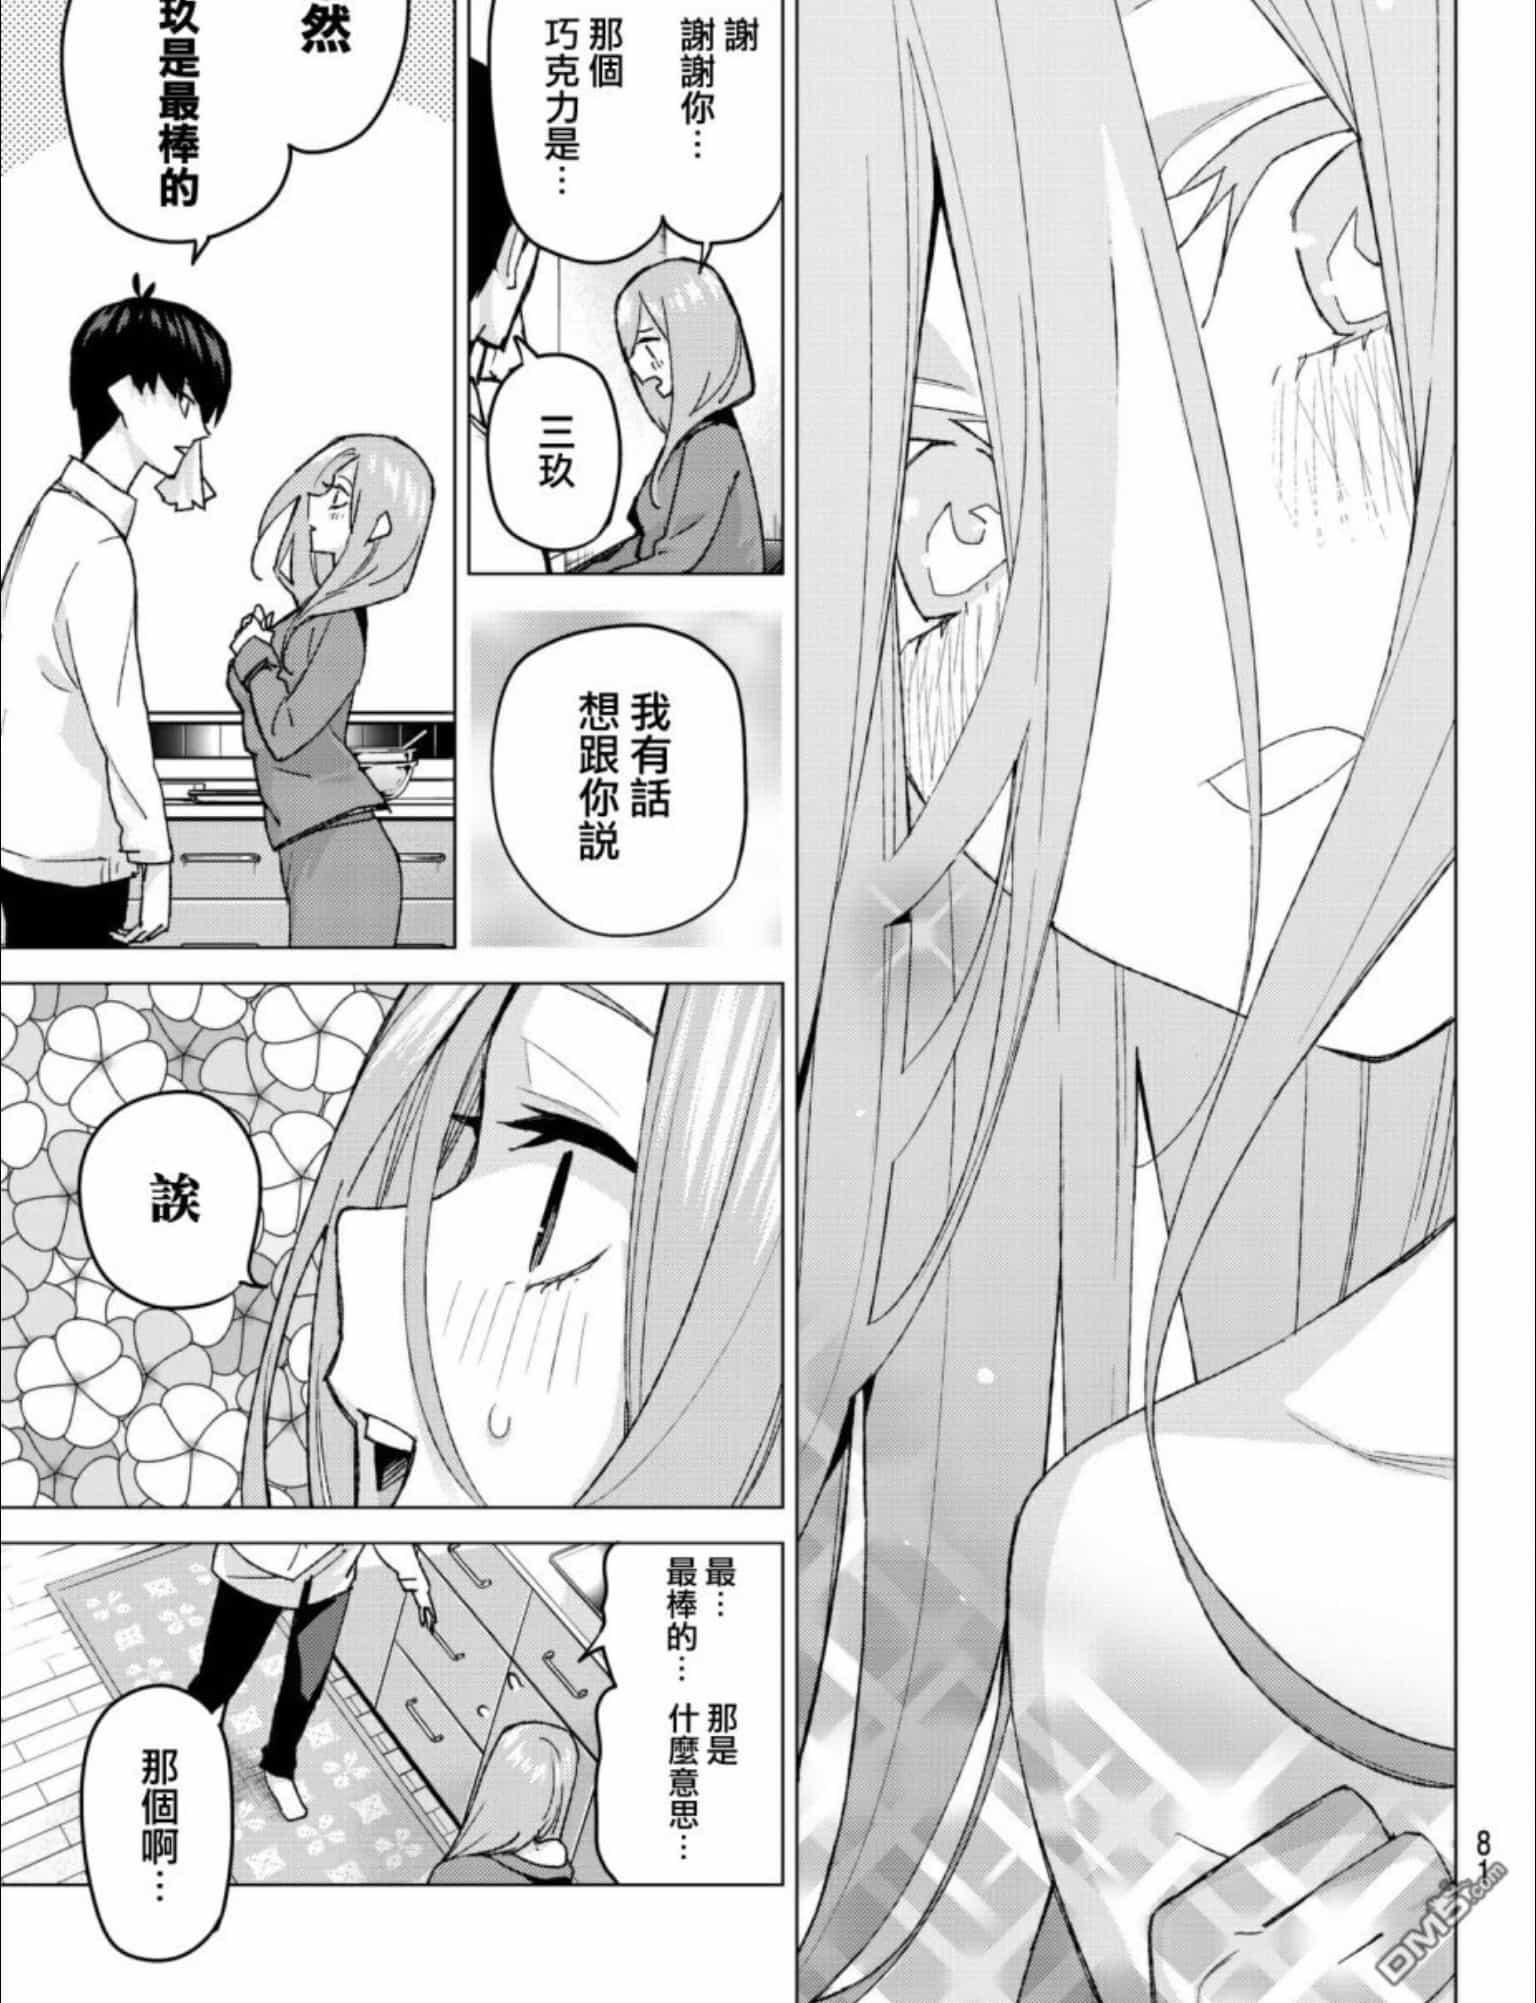 謝
謝謝你…
那個
巧克力是…
三玖
我有話
想跟你說
然
玖是最棒的
誒
最…
最棒的…
那是
什麼意思…
那個啊…
81
DM5.com